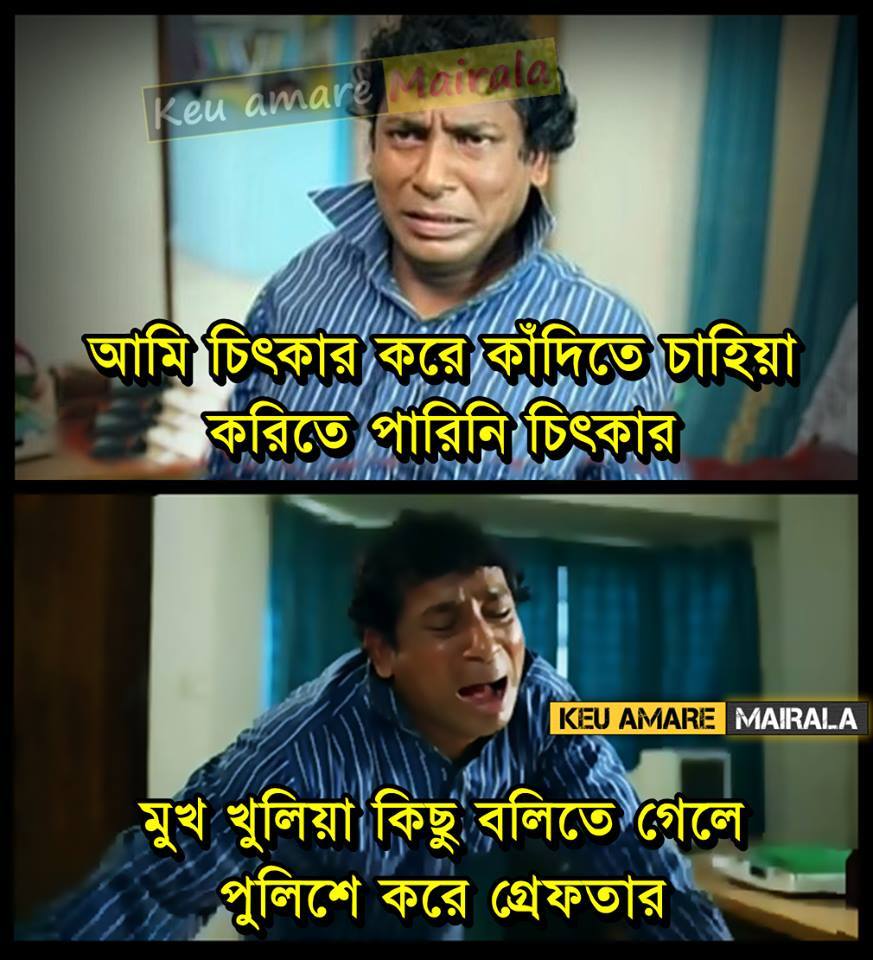 Keu amare Mairala
আমি চিৎকার করে কাঁদিতে চাহিয়া
করিতে পারিনি চিৎকার
KEU AMARE MAIRALA
মুখ খুলিয়া কিছু বলিতে গেলে
পুলিশে করে গ্রেফতার